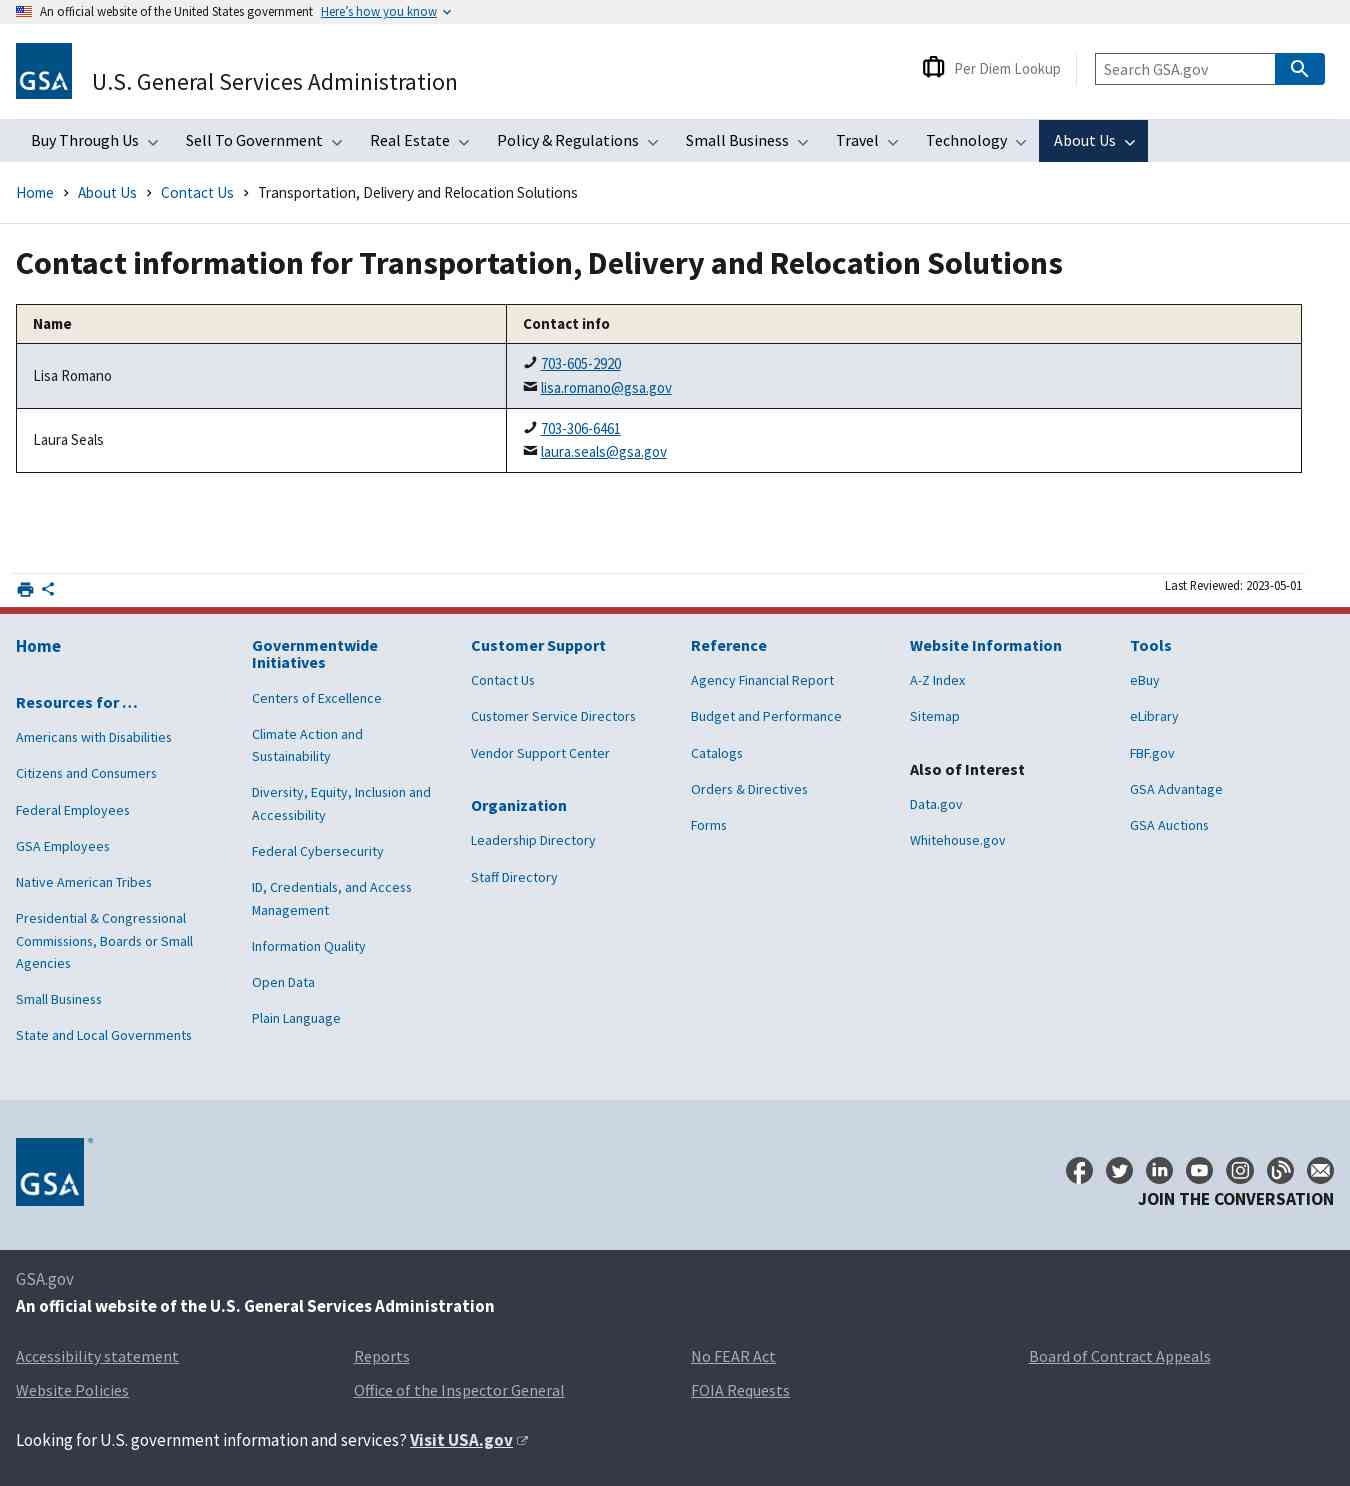 An official website of the United States government Here's how you know
GSA
U.S. General Services Administration
Per Diem Lookup
Search GSA.gov
Buy Through Us
Sell To Government
Real Estate
Policy & Regulations
Small Business
Travel
Technology
About Us
Home
About Us
Contact Us
Transportation, Delivery and Relocation Solutions
Contact information for Transportation, Delivery and Relocation Solutions
Name
Contact info
Lisa Romano
703-605-2920
lisa.romano@gsa.gov
Laura Seals
703-306-6461
laura.seals@gsa.gov
Last Reviewed: 2023-05-01
Home
Resources for …
Americans with Disabilities
Citizens and Consumers
Federal Employees
GSA Employees
Native American Tribes
Presidential & Congressional
Commissions, Boards or Small
Agencies
Small Business
State and Local Governments
Governmentwide
Initiatives
Centers of Excellence
Climate Action and
Sustainability
Diversity, Equity, Inclusion and
Accessibility
Federal Cybersecurity
ID, Credentials, and Access
Management
Information Quality
Open Data
Plain Language
Customer Support
Contact Us
Customer Service Directors
Vendor Support Center
Organization
Leadership Directory
Staff Directory
Reference
Agency Financial Report
Budget and Performance
Catalogs
Orders & Directives
Forms
Website Information
A-Z Index
Sitemap
Also of Interest
Data.gov
Whitehouse.gov
Tools
eBuy
eLibrary
FBF.gov
GSA Advantage
GSA Auctions
GSA
JOIN THE CONVERSATION
GSA.gov
An official website of the U.S. General Services Administration
Accessibility statement
Reports
No FEAR Act
Board of Contract Appeals
Website Policies
Office of the Inspector General
FOIA Requests
Looking for U.S. government information and services? Visit USA.gov